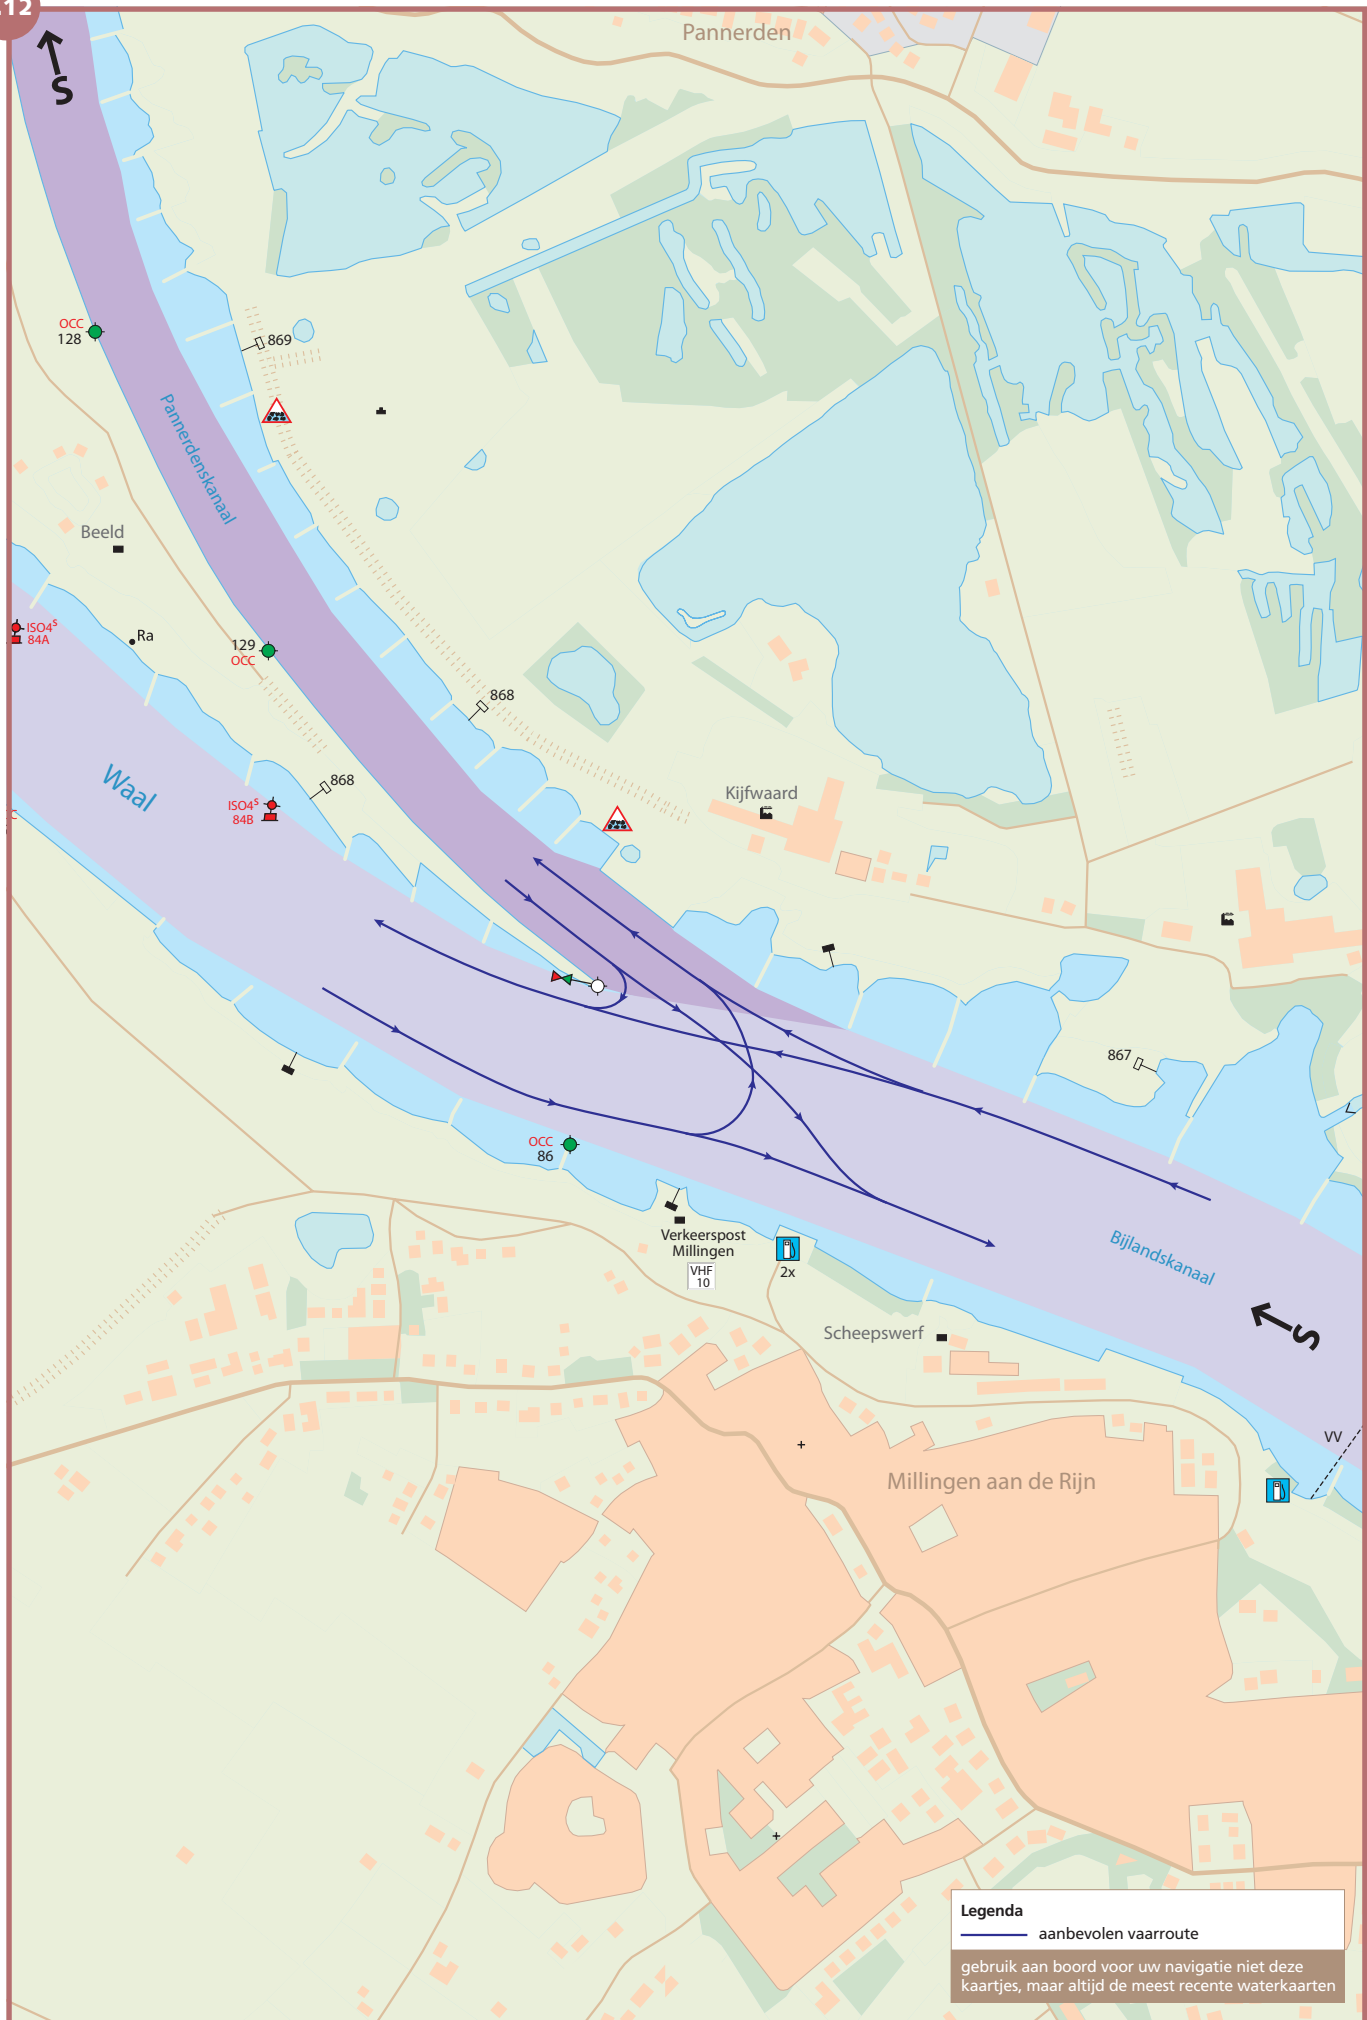 .12
Pannerden
S
OCC
128
869
Pannerdenskanaal
Beeld
ISO4s
84A
Ra
129
OCC
868
Waal
868
ISO4s
84B
Kijfwaard
867
OCC
86
Verkeerspost
Millingen
VHF
10
2x
Bijlandskanaal
S
Scheepswerf
VV
Millingen aan de Rijn
Legenda
aanbevolen vaarroute
gebruik aan boord voor uw navigatie niet deze
kaartjes, maar altijd de meest recente waterkaarten